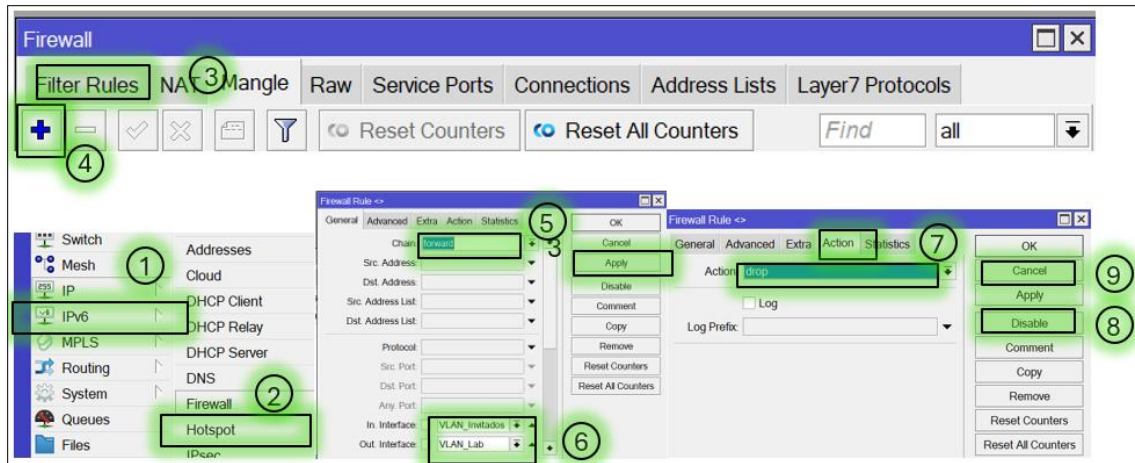 Firewall
Filter Rules NAT 3 Mangle Raw Service Ports Connections Address Lists Layer7 Protocols
Reset Counters Reset All Counters Find all
4
Switch
Mesh
1
255 IP
v6 IPv6
MPLS
Routing
System
Queues
Files
Addresses
Cloud
DHCP Client
DHCP Relay
DHCP Server
DNS
2
Firewall
Hotspot
IPsec
Firewall Rule <>
General Advanced Extra Action Statistics 5
Chain: forward 3
Src. Address:
Dst. Address:
Src. Address List:
Dst. Address List:
Protocol:
Src. Port:
Dst. Port:
Any. Port:
In. Interface: VLAN_Invitados
Out. Interface: VLAN_Lab
6
OK
Cancel
Apply
Disable
Comment
Copy
Remove
Reset Counters
Reset All Counters
Firewall Rule <>
General Advanced Extra Action Statistics 7
Action: drop
Log
Log Prefix:
OK
Cancel 9
Apply
Disable 8
Comment
Copy
Remove
Reset Counters
Reset All Counters